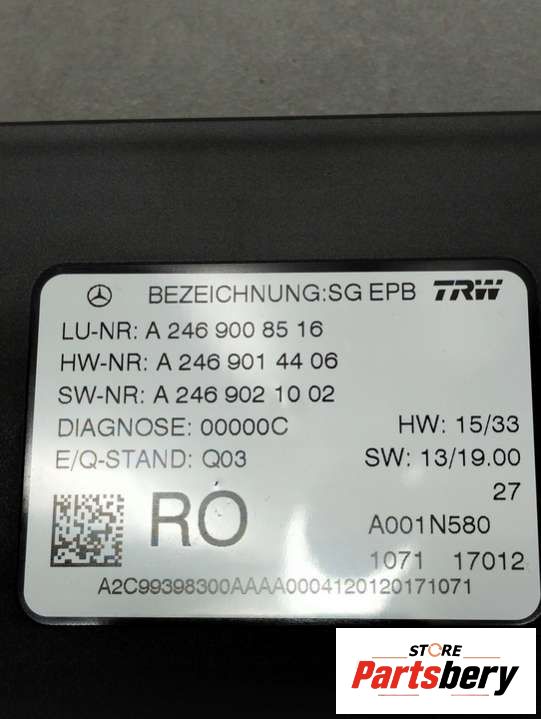 BEZEICHNUNG:SG EPB TRW
LU-NR: A 246 900 85 16
HW-NR: A 246 901 44 06
SW-NR: A 246 902 10 02
DIAGNOSE: 00000C HW: 15/33
E/Q-STAND: Q03 SW: 13/19.00
27
RO A001N580
1071 17012
A2C99398300AAAA0004120120171071
STORE
Partsbery